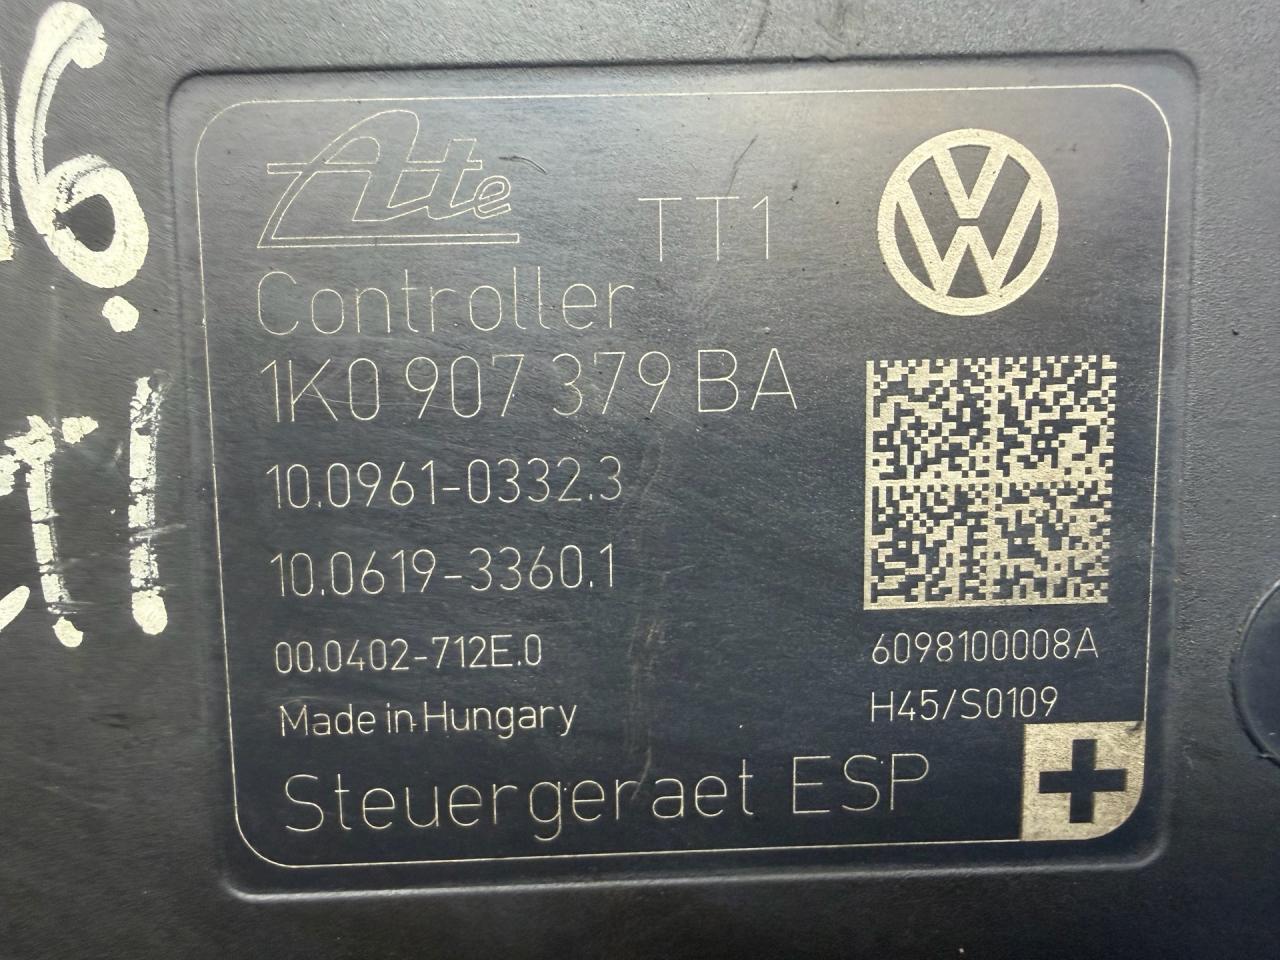 Ate
TT1
Controller
1K0 907 379 BA
10.0961-0332.3
10.0619-3360.1
00.0402-712E.0
Made in Hungary
Steuergeraet ESP
6098100008A
H45/S0109